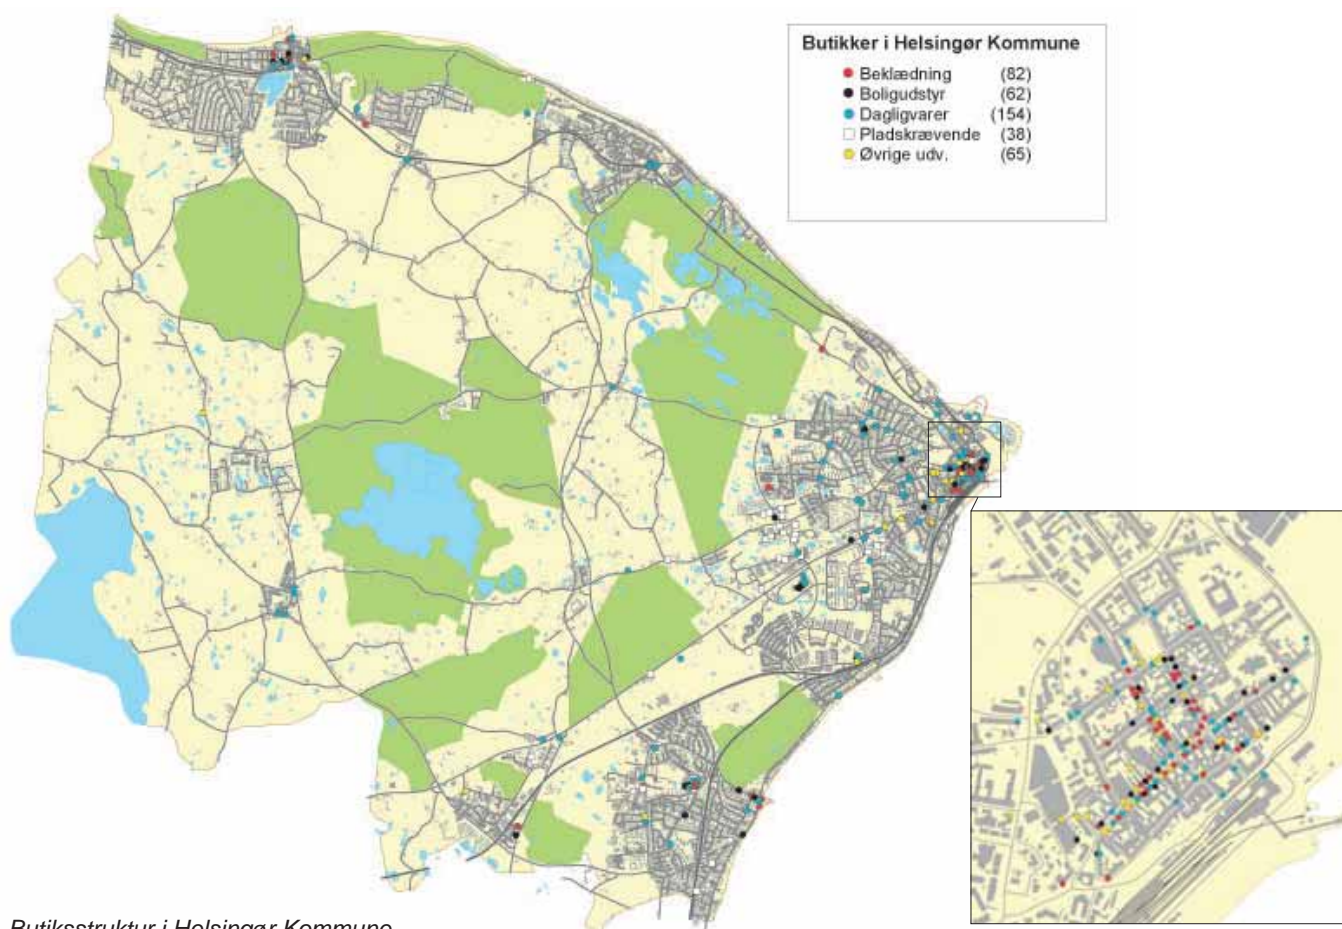 Butikker i Helsingør Kommune
Beklædning (82)
Boligudstyr (62)
Dagligvarer (154)
Pladskrævende (38)
Øvrige udv. (65)
Butiksstruktur i Helsingør Kommune